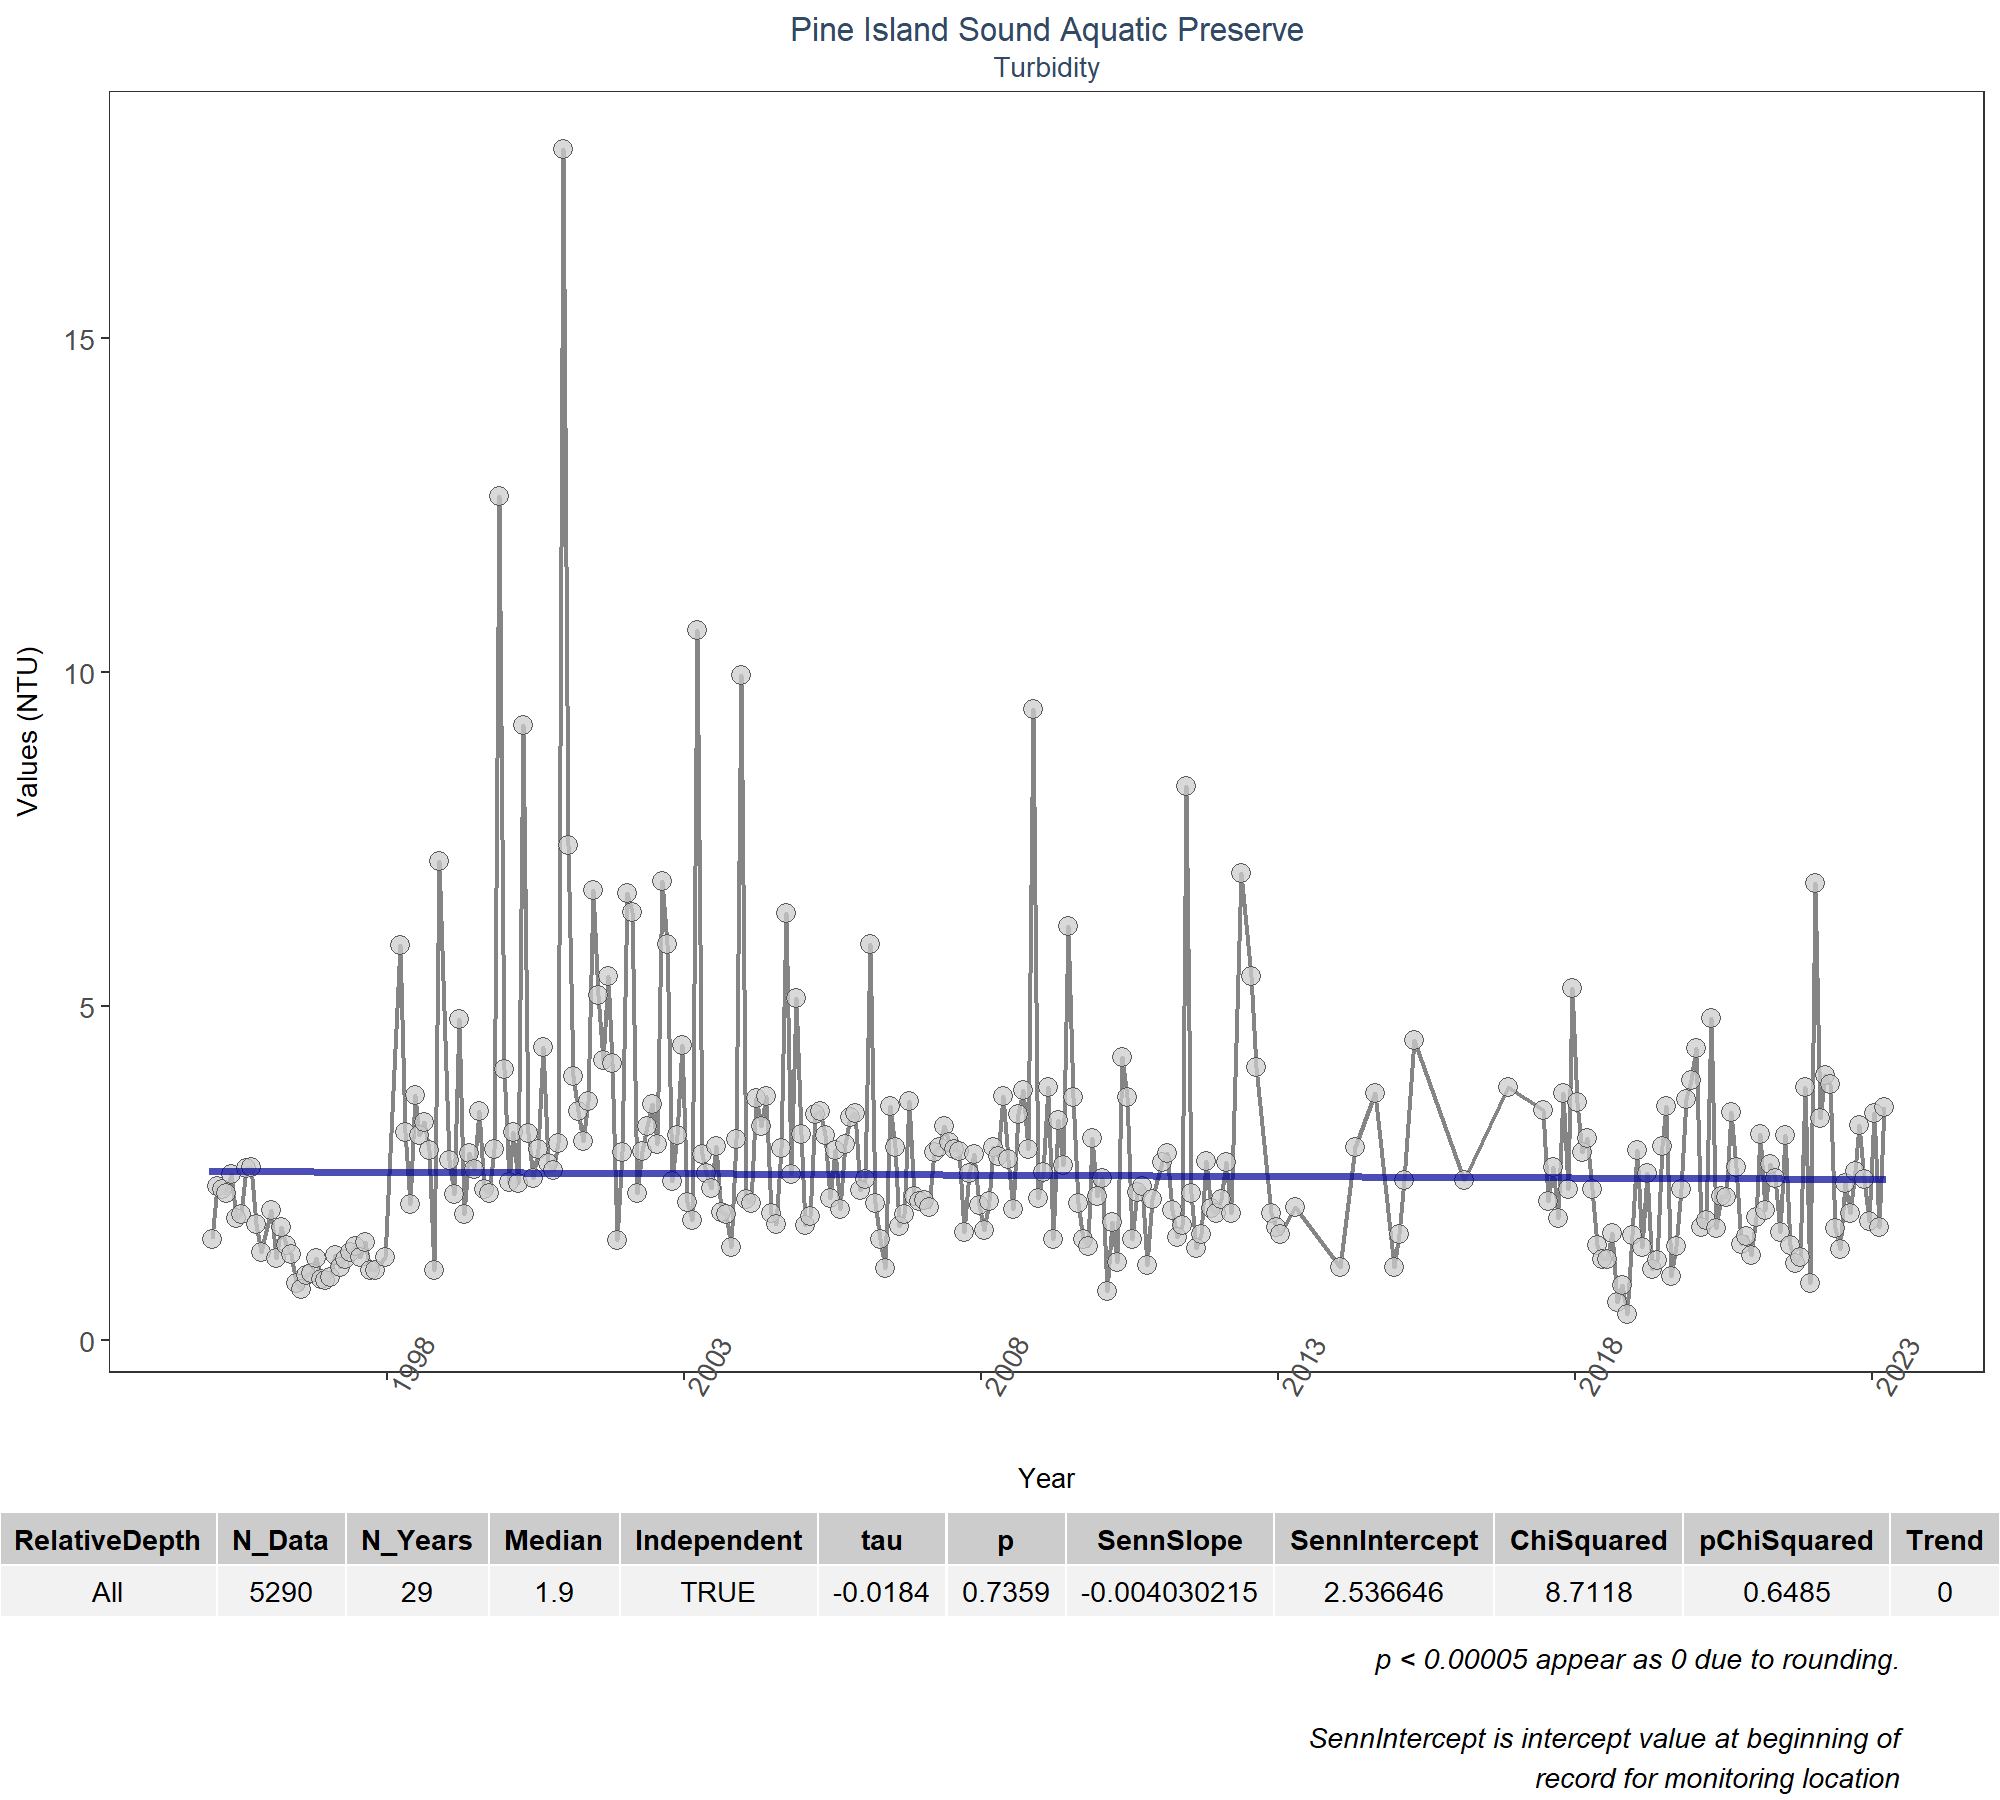 Pine Island Sound Aquatic Preserve
Turbidity
Values (NTU)
15
10
5
0
1998 2003 2008 2013 2018 2023
Year
RelativeDepth N_Data N_Years Median Independent tau p SennSlope SennIntercept ChiSquared pChiSquared Trend
All 5290 29 1.9 TRUE -0.0184 0.7359 -0.004030215 2.536646 8.7118 0.6485 0
p < 0.00005 appear as 0 due to rounding.
SennIntercept is intercept value at beginning of
record for monitoring location